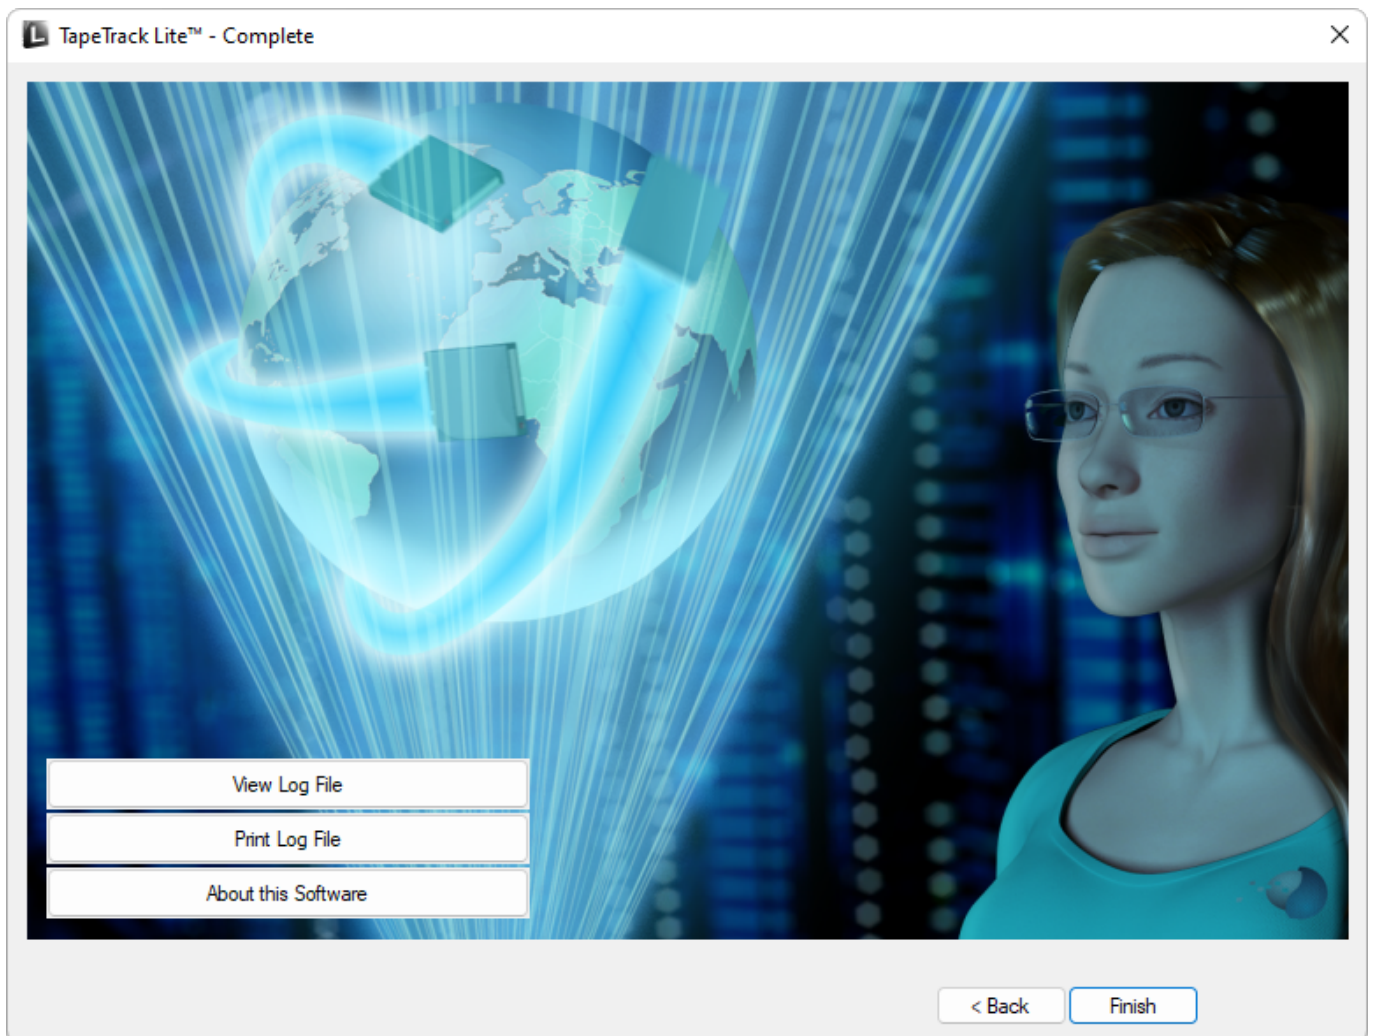 TapeTrack Lite™ - Complete
View Log File
Print Log File
About this Software
< Back
Finish